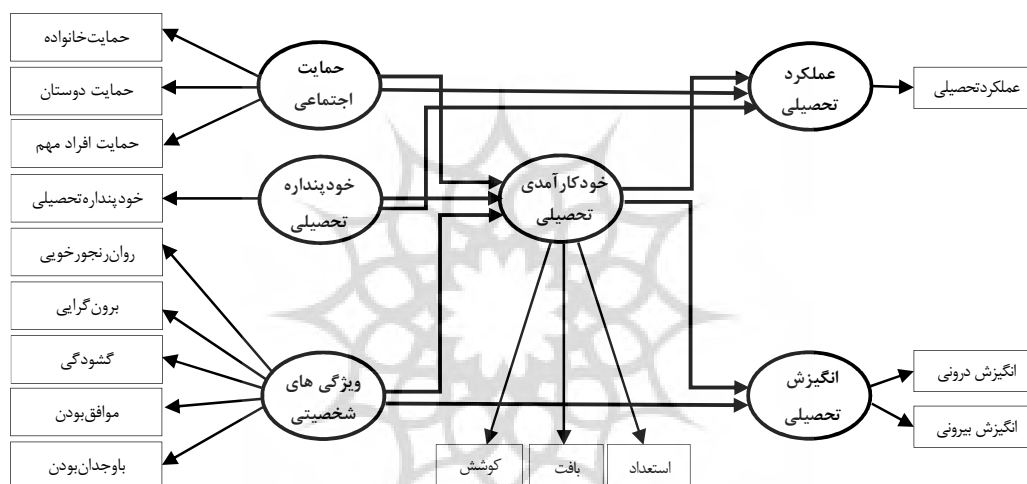 حمایت‌خانواده
حمایت دوستان
حمایت افراد مهم
خودپنداره‌تحصیلی
روان‌رنجورخویی
برون‌گرایی
گشودگی
موافق‌بودن
باوجدان‌بودن
حمایت
اجتماعی
خودپنداره
تحصیلی
ویژگی های
شخصیتی
خودکارآمدی
تحصیلی
کوشش
بافت
استعداد
عملکرد
تحصیلی
انگیزش
تحصیلی
عملکردتحصیلی
انگیزش درونی
انگیزش بیرونی